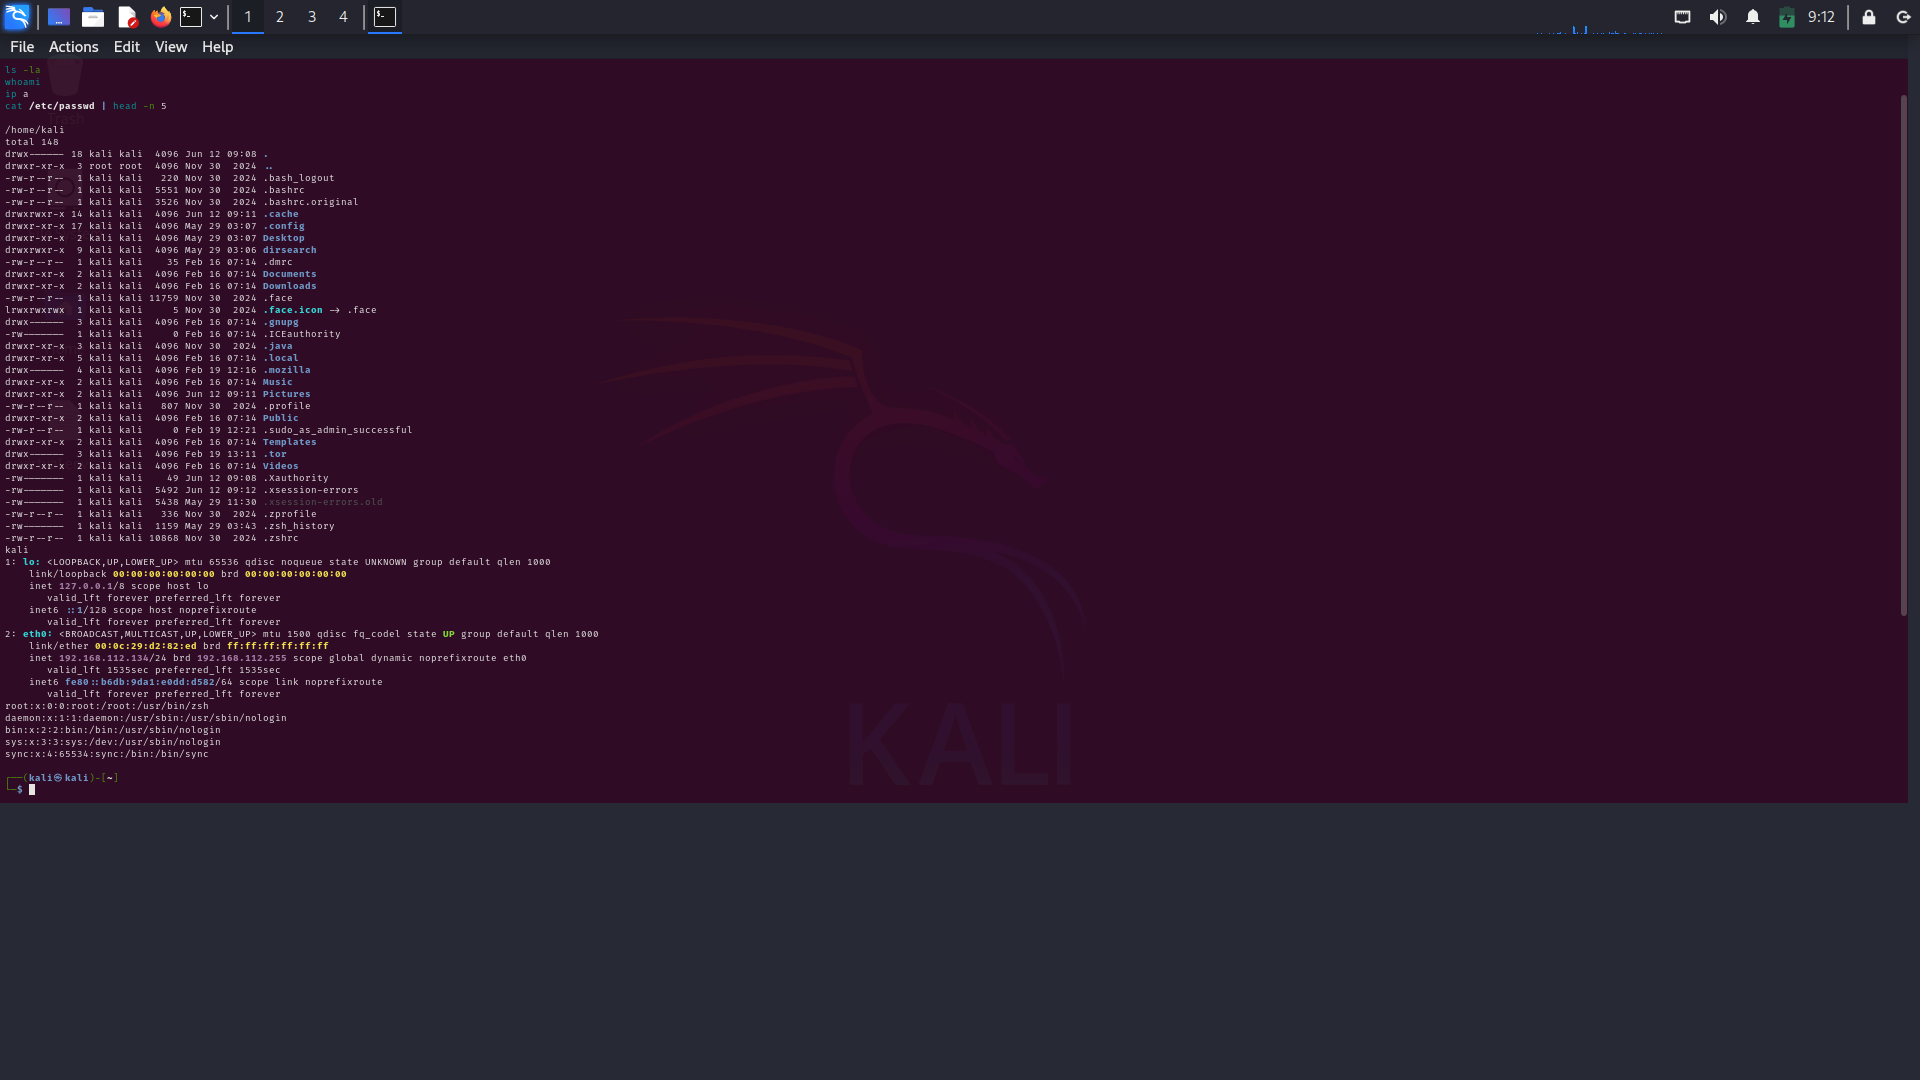 1 2 3 4 9:12
File Actions Edit View Help
ls -la
whoami
ip a
cat /etc/passwd | head -n 5
Trash
/home/kali
total 148
drwx------ 18 kali kali 4096 Jun 12 09:08 .
drwxr-xr-x 3 root root 4096 Nov 30 2024 ..
-rw-r--r-- 1 kali kali 220 Nov 30 2024 .bash_logout
-rw-r--r-- 1 kali kali 5551 Nov 30 2024 .bashrc
-rw-r--r-- 1 kali kali 3526 Nov 30 2024 .bashrc.original
drwxrwxr-x 14 kali kali 4096 Jun 12 09:11 .cache
drwxr-xr-x 17 kali kali 4096 May 29 03:07 .config
drwxr-xr-x 2 kali kali 4096 May 29 03:07 Desktop
drwxrwxr-x 9 kali kali 4096 May 29 03:06 dirsearch
-rw-r--r-- 1 kali kali 35 Feb 16 07:14 .dmrc
drwxr-xr-x 2 kali kali 4096 Feb 16 07:14 Documents
drwxr-xr-x 2 kali kali 4096 Feb 16 07:14 Downloads
-rw-r--r-- 1 kali kali 11759 Nov 30 2024 .face
lrwxrwxrwx 1 kali kali 5 Nov 30 2024 .face.icon -> .face
drwx------ 3 kali kali 4096 Feb 16 07:14 .gnupg
-rw------- 1 kali kali 0 Feb 16 07:14 .ICEauthority
drwxr-xr-x 3 kali kali 4096 Nov 30 2024 .java
drwxr-xr-x 5 kali kali 4096 Feb 16 07:14 .local
drwx------ 4 kali kali 4096 Feb 19 12:16 .mozilla
drwxr-xr-x 2 kali kali 4096 Feb 16 07:14 Music
drwxr-xr-x 2 kali kali 4096 Jun 12 09:11 Pictures
-rw-r--r-- 1 kali kali 807 Nov 30 2024 .profile
drwxr-xr-x 2 kali kali 4096 Feb 16 07:14 Public
-rw-r--r-- 1 kali kali 0 Feb 19 12:21 .sudo_as_admin_successful
drwxr-xr-x 2 kali kali 4096 Feb 16 07:14 Templates
drwx------ 3 kali kali 4096 Feb 19 13:11 .tor
drwxr-xr-x 2 kali kali 4096 Feb 16 07:14 Videos
-rw------- 1 kali kali 49 Jun 12 09:08 .Xauthority
-rw------- 1 kali kali 5492 Jun 12 09:12 .xsession-errors
-rw------- 1 kali kali 5438 May 29 11:30 .xsession-errors.old
-rw-r--r-- 1 kali kali 336 Nov 30 2024 .zprofile
-rw------- 1 kali kali 1159 May 29 03:43 .zsh_history
-rw-r--r-- 1 kali kali 10868 Nov 30 2024 .zshrc
kali
1: lo: <LOOPBACK,UP,LOWER_UP> mtu 65536 qdisc noqueue state UNKNOWN group default qlen 1000
link/loopback 00:00:00:00:00:00 brd 00:00:00:00:00:00
inet 127.0.0.1/8 scope host lo
valid_lft forever preferred_lft forever
inet6 ::1/128 scope host noprefixroute
valid_lft forever preferred_lft forever
2: eth0: <BROADCAST,MULTICAST,UP,LOWER_UP> mtu 1500 qdisc fq_codel state UP group default qlen 1000
link/ether 00:0c:29:d2:82:ed brd ff:ff:ff:ff:ff:ff
inet 192.168.112.134/24 brd 192.168.112.255 scope global dynamic noprefixroute eth0
valid_lft 1535sec preferred_lft 1535sec
inet6 fe80::b6db:9da1:e0dd:d582/64 scope link noprefixroute
valid_lft forever preferred_lft forever
root:x:0:0:root:/root:/usr/bin/zsh
daemon:x:1:1:daemon:/usr/sbin:/usr/sbin/nologin
bin:x:2:2:bin:/bin:/usr/sbin/nologin
sys:x:3:3:sys:/dev:/usr/sbin/nologin
sync:x:4:65534:sync:/bin:/bin/sync
KALI
┌──(kali㉿kali)-[~]
└─$